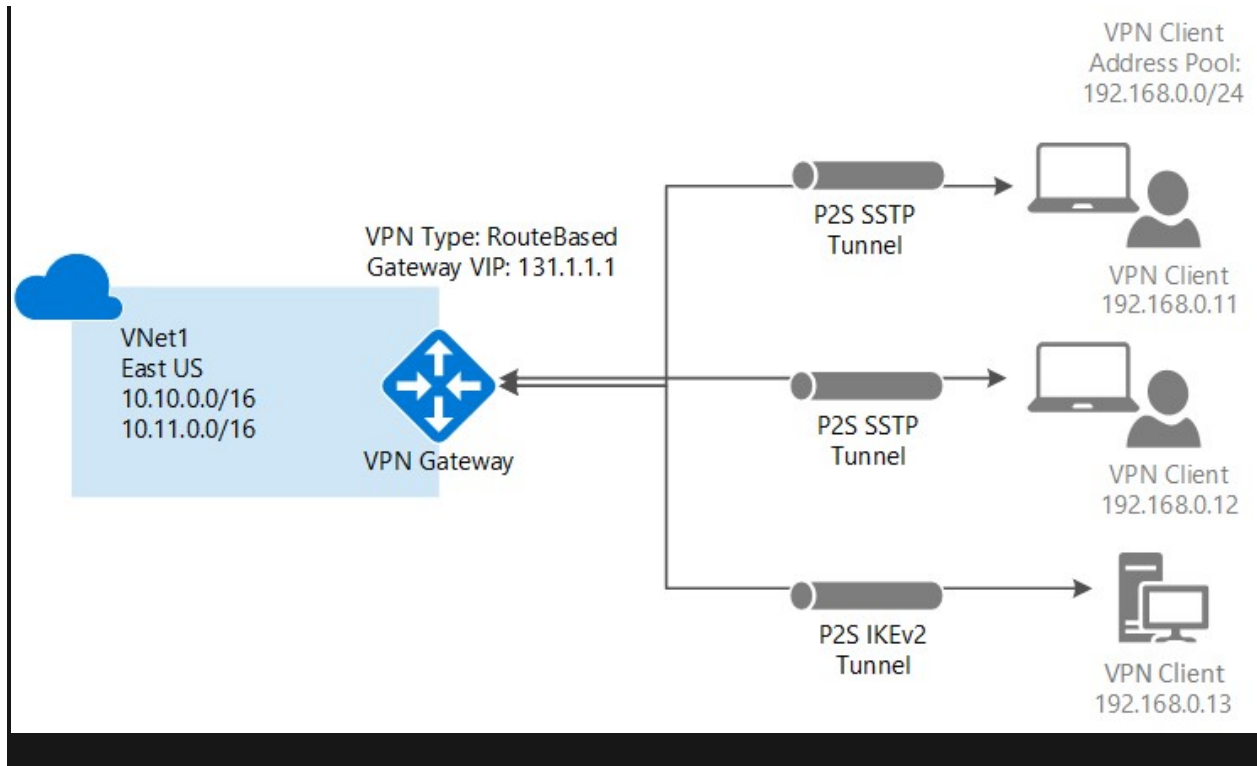 VPN Client
Address Pool:
192.168.0.0/24
P2S SSTP
Tunnel
VPN Type: RouteBased
Gateway VIP: 131.1.1.1
VPN Client
192.168.0.11
VNet1
East US
10.10.0.0/16
10.11.0.0/16
VPN Gateway
P2S SSTP
Tunnel
VPN Client
192.168.0.12
P2S IKEv2
Tunnel
VPN Client
192.168.0.13